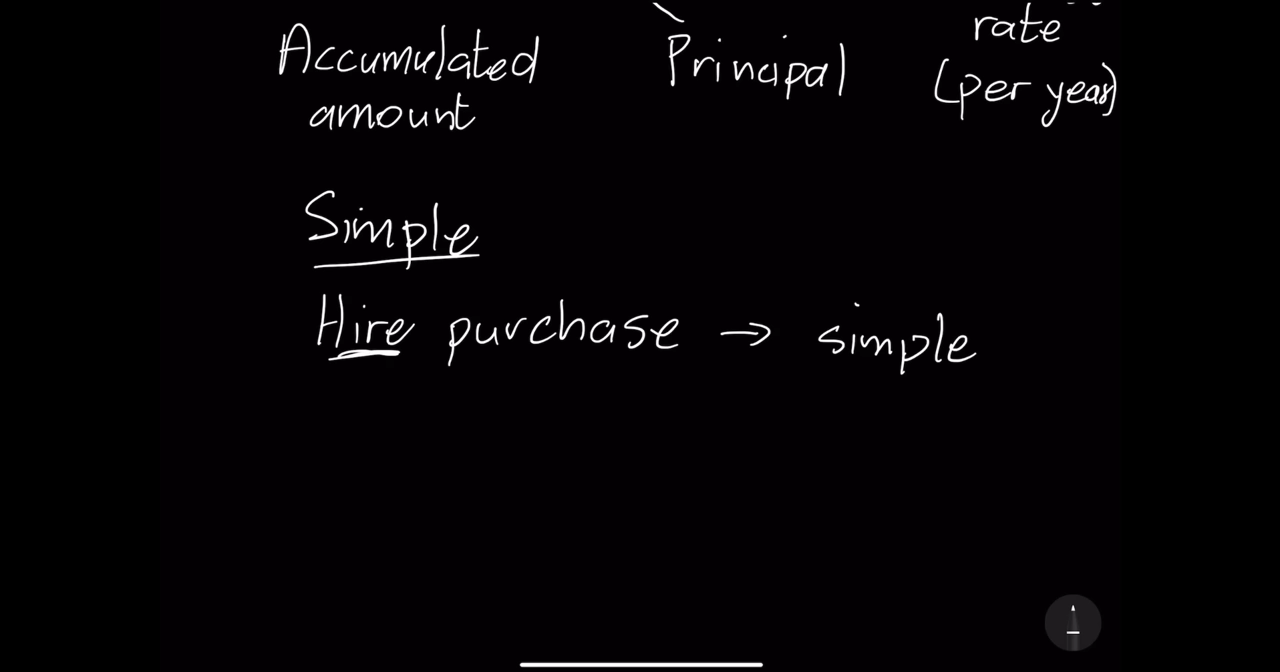 Accumulated amount
Principal
rate (per year)
Simple
Hire purchase → simple